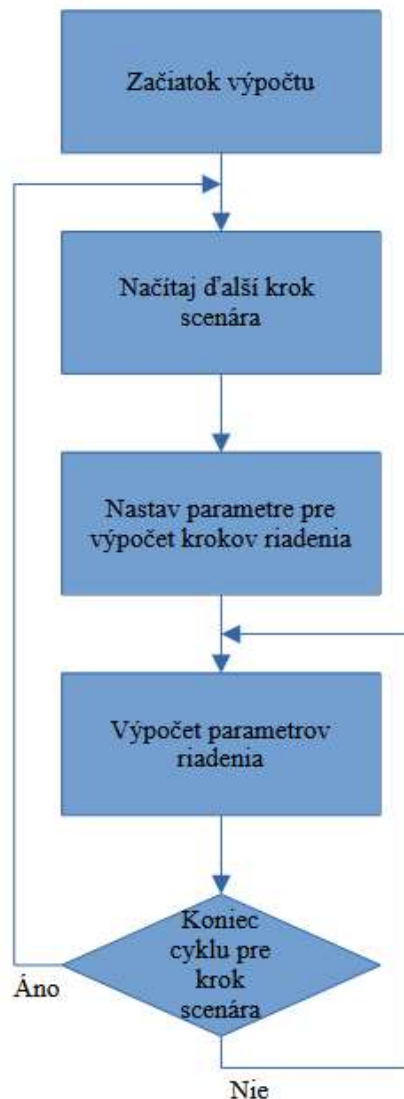 Začiatok výpočtu
Načítaj ďalší krok
scenára
Nastav parametre pre
výpočet krokov riadenia
Výpočet parametrov
riadenia
Koniec
cyklu pre
krok
scenára
Áno
Nie